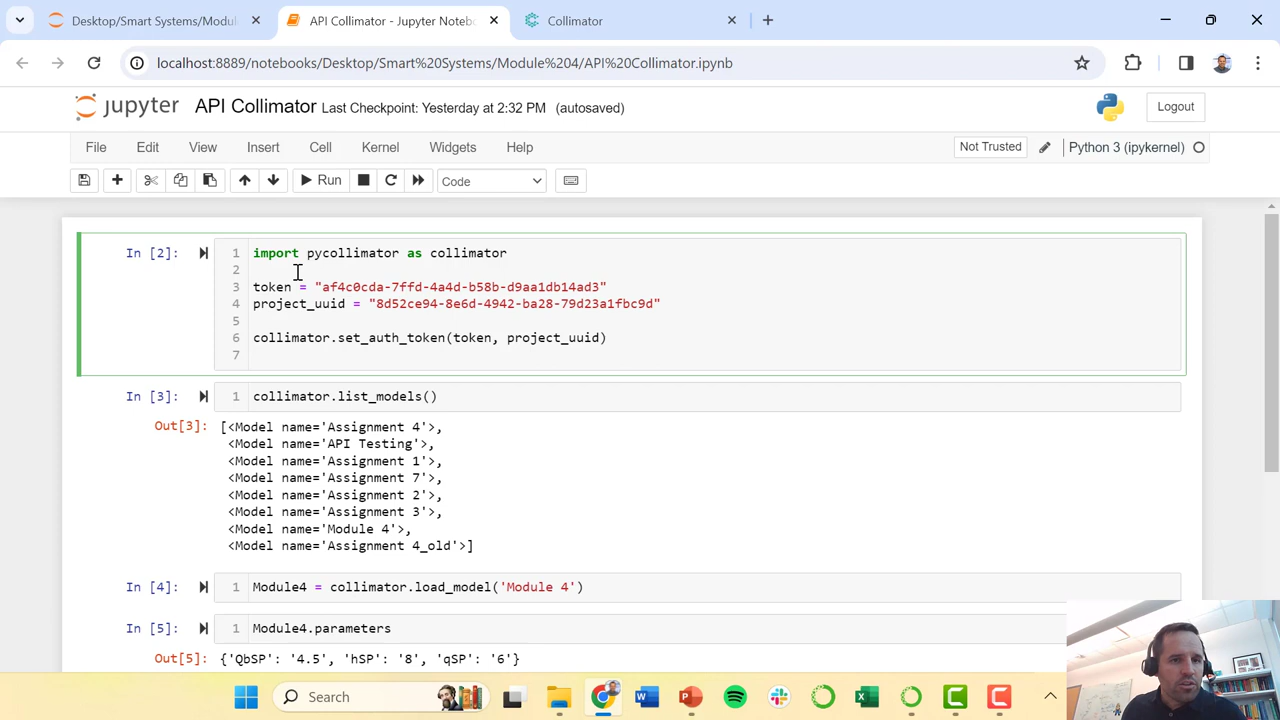 Desktop/Smart Systems/Modul
API Collimator - Jupyter Notebo
Collimator
localhost:8889/notebooks/Desktop/Smart%20Systems/Module%204/API%20Collimator.ipynb
jupyter API Collimator Last Checkpoint: Yesterday at 2:32 PM (autosaved)
Logout
File Edit View Insert Cell Kernel Widgets Help
Not Trusted
Python 3 (ipykernel)
Run
Code
In [2]:
1 import pycollimator as collimator
2
3 token = "af4c0cda-7ffd-4a4d-b58b-d9aa1db14ad3"
4 project_uuid = "8d52ce94-8e6d-4942-ba28-79d23a1fbc9d"
5
6 collimator.set_auth_token(token, project_uuid)
7
In [3]: 1 collimator.list_models()
Out[3]: [<Model name='Assignment 4'>,
<Model name='API Testing'>,
<Model name='Assignment 1'>,
<Model name='Assignment 7'>,
<Model name='Assignment 2'>,
<Model name='Assignment 3'>,
<Model name='Module 4'>,
<Model name='Assignment 4_old'>]
In [4]: 1 Module4 = collimator.load_model('Module 4')
In [5]: 1 Module4.parameters
Out[5]: {'QbSP': '4.5', 'hSP': '8', 'qSP': '6'}
Search